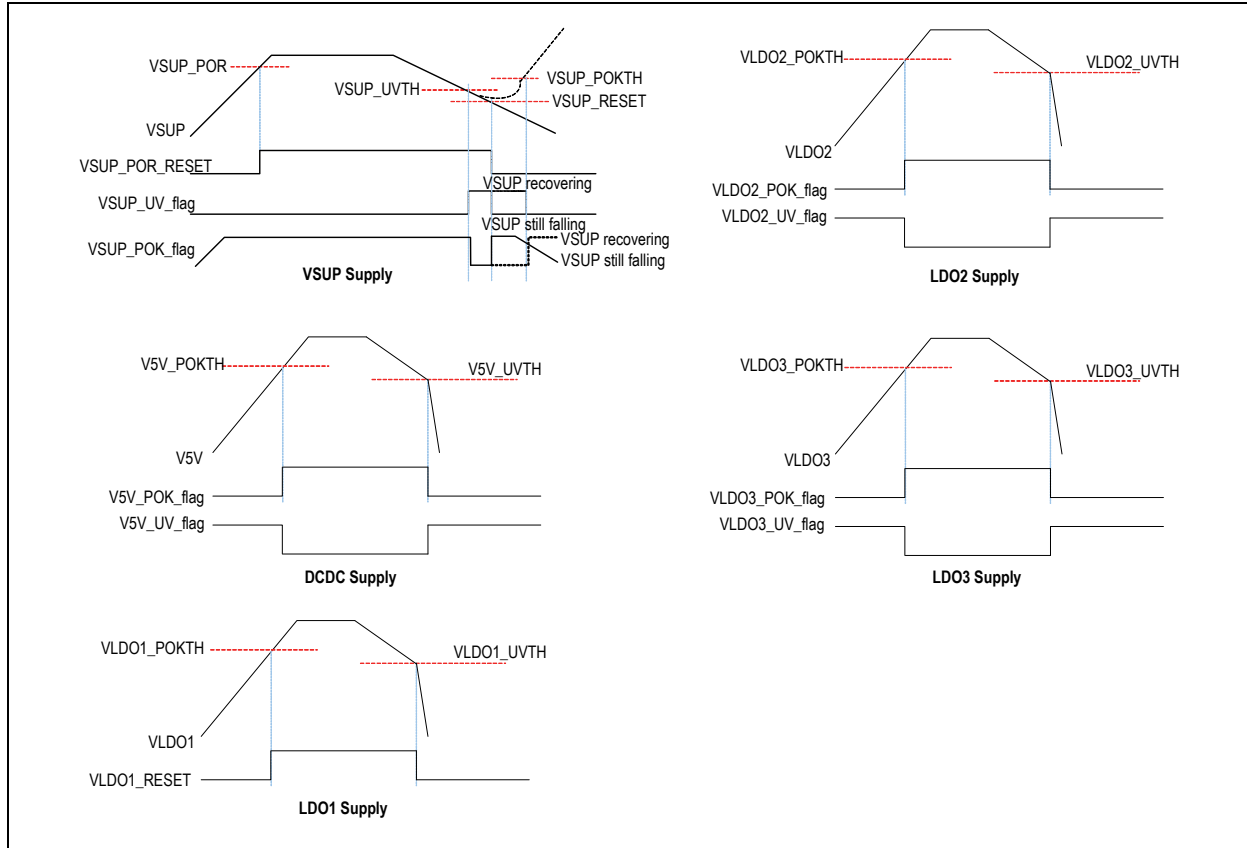 VSUP_POR
VSUP_UVTH
VSUP_POKTH
VSUP_RESET
VSUP
VSUP_POR_RESET
VSUP recovering
VSUP_UV_flag
VSUP still falling
VSUP_POK_flag
VSUP recovering
VSUP still falling
VSUP Supply
VLDO2_POKTH
VLDO2_UVTH
VLDO2
VLDO2_POK_flag
VLDO2_UV_flag
LDO2 Supply
V5V_POKTH
V5V_UVTH
V5V
V5V_POK_flag
V5V_UV_flag
DCDC Supply
VLDO3_POKTH
VLDO3_UVTH
VLDO3
VLDO3_POK_flag
VLDO3_UV_flag
LDO3 Supply
VLDO1_POKTH
VLDO1_UVTH
VLDO1
VLDO1_RESET
LDO1 Supply